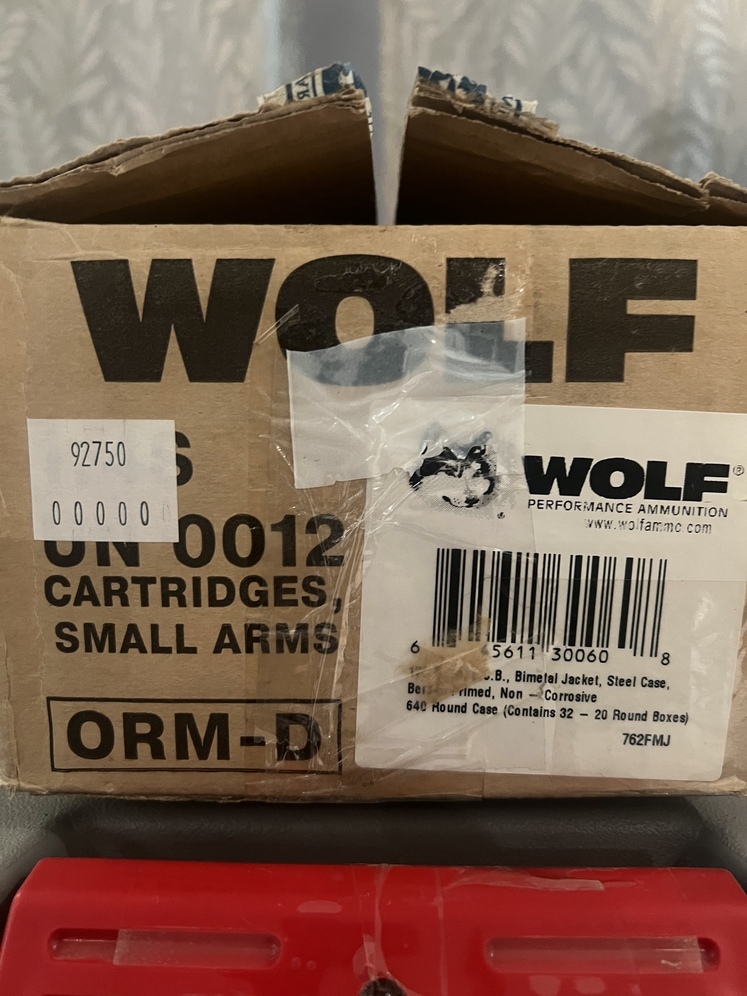 WOLF
92750
00000
S
UN 0012
CARTRIDGES,
SMALL ARMS
ORM-D
WOLF®
PERFORMANCE AMMUNITION
www.wolfammo.com
6 45611 30060 8
.B., Bimetal Jacket, Steel Case,
Non - Corrosive
640 Round Case (Contains 32 - 20 Round Boxes)
762FMJ